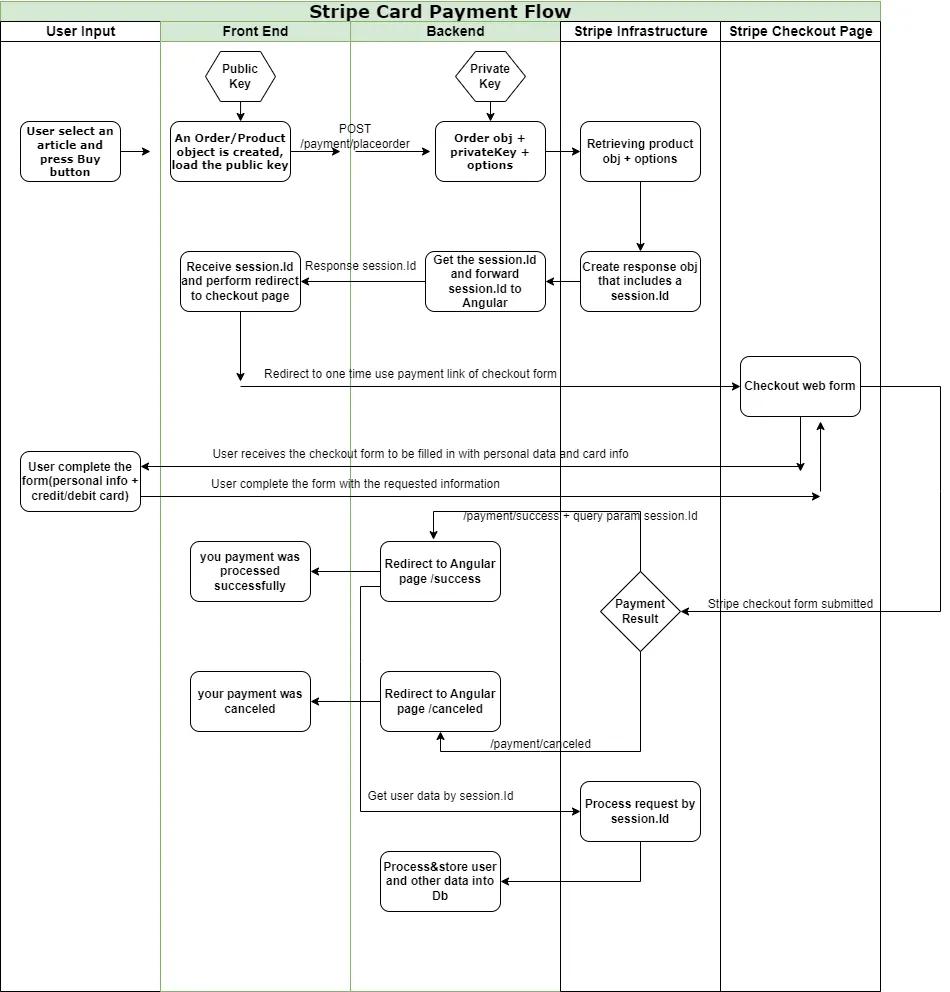 Stripe Card Payment Flow
User Input
Front End
Backend
Stripe Infrastructure
Stripe Checkout Page
Public
Key
Private
Key
User select an
article and
press Buy
button
An Order/Product
object is created,
load the public key
POST
/payment/placeorder
Order obj +
privateKey +
options
Retrieving product
obj + options
Receive session.Id
and perform redirect
to checkout page
Response session.Id
Get the session.Id
and forward
session.Id to
Angular
Create response obj
that includes a
session.Id
Redirect to one time use payment link of checkout form
Checkout web form
User receives the checkout form to be filled in with personal data and card info
User complete the
form(personal info +
credit/debit card)
User complete the form with the requested information
/payment/success + query param session.Id
you payment was
processed
successfully
Redirect to Angular
page /success
Payment
Result
Stripe checkout form submitted
your payment was
canceled
Redirect to Angular
page /canceled
/payment/canceled
Get user data by session.Id
Process request by
session.Id
Process&store user
and other data into
Db